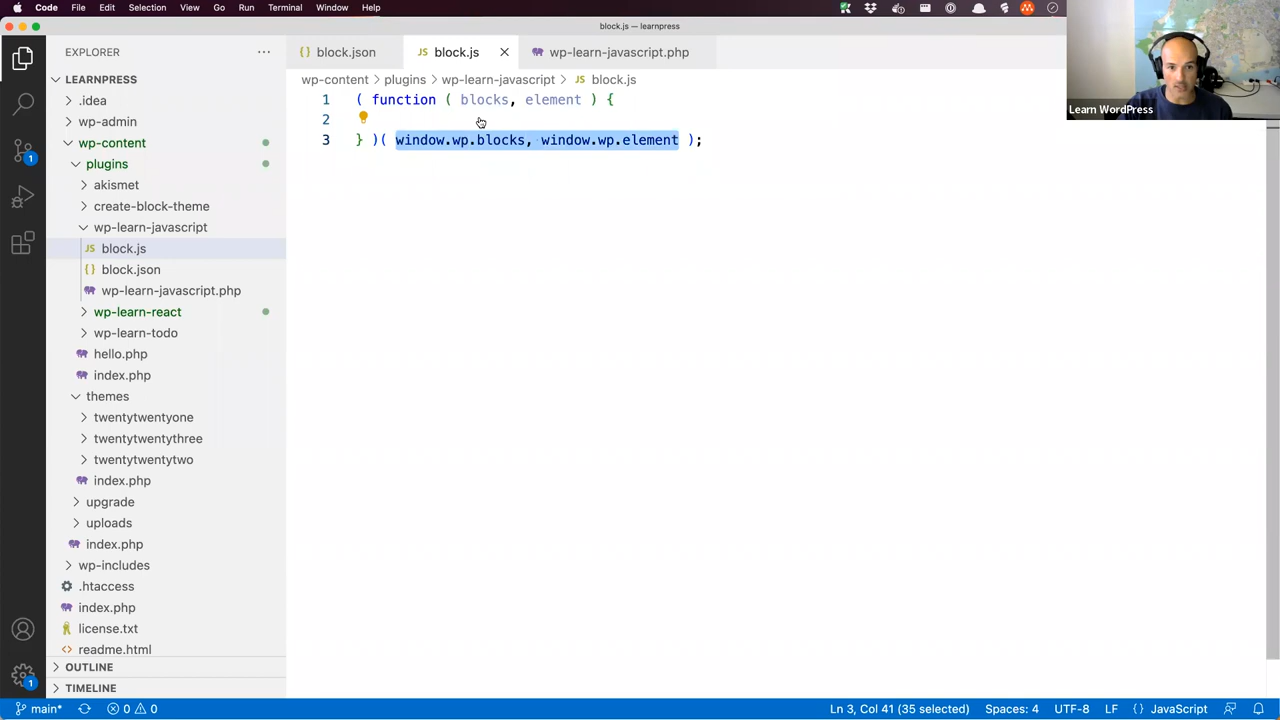 Code File Edit Selection View Go Run Terminal Window Help
block.js — learnpress
EXPLORER
block.json
block.js
wp-learn-javascript.php
wp-content > plugins > wp-learn-javascript > JS block.js
LEARNPRESS
.idea
wp-admin
wp-content
plugins
akismet
create-block-theme
wp-learn-javascript
JS block.js
block.json
wp-learn-javascript.php
wp-learn-react
wp-learn-todo
hello.php
index.php
themes
twentytwentyone
twentytwentythree
twentytwentytwo
index.php
upgrade
uploads
index.php
wp-includes
.htaccess
index.php
license.txt
readme.html
OUTLINE
TIMELINE
1 ( function ( blocks, element ) {
2
3 } )( window.wp.blocks, window.wp.element );
Learn WordPress
1
1
main* 0 0 Ln 3, Col 41 (35 selected) Spaces: 4 UTF-8 LF {} JavaScript